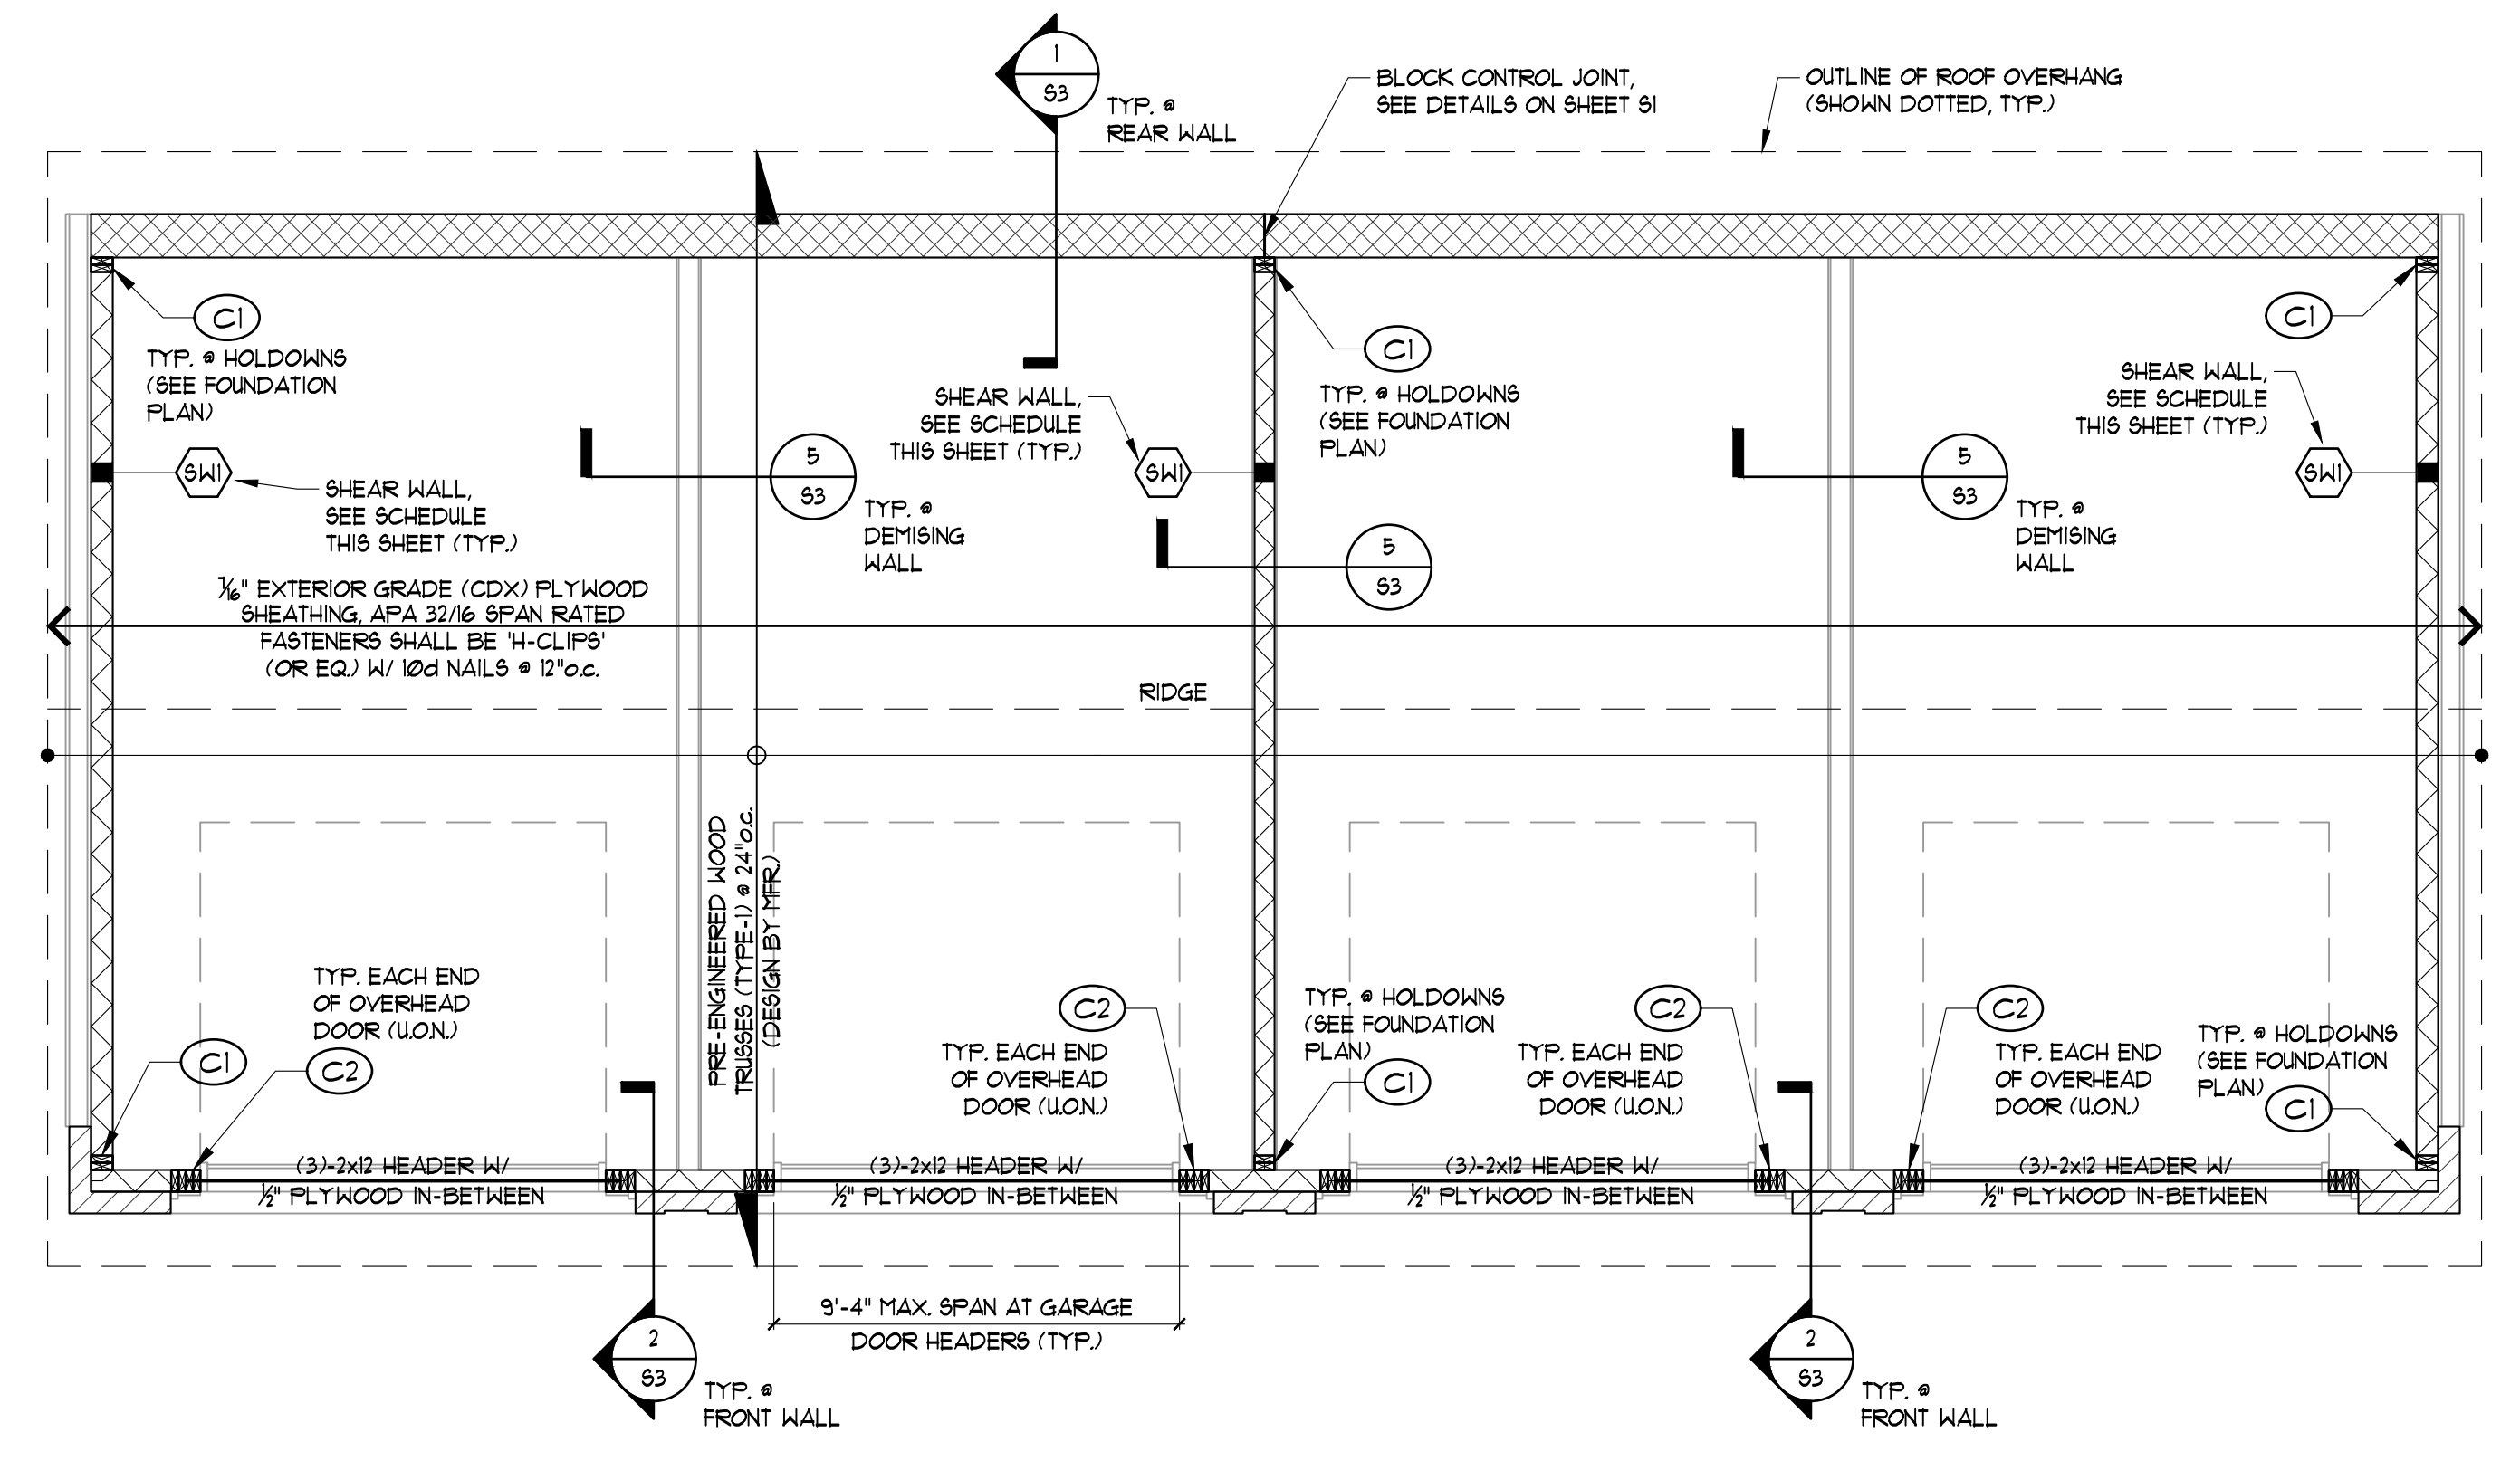 1
S3
TYP. @
REAR WALL
BLOCK CONTROL JOINT,
SEE DETAILS ON SHEET S1
OUTLINE OF ROOF OVERHANG
(SHOWN DOTTED, TYP.)
C1
TYP. @ HOLDOWNS
(SEE FOUNDATION
PLAN)
SW1
SHEAR WALL,
SEE SCHEDULE
THIS SHEET (TYP.)
5
S3
TYP. @
DEMISING
WALL
SHEAR WALL,
SEE SCHEDULE
THIS SHEET (TYP.)
SW1
C1
TYP. @ HOLDOWNS
(SEE FOUNDATION
PLAN)
5
S3
5
S3
TYP. @
DEMISING
WALL
C1
SHEAR WALL,
SEE SCHEDULE
THIS SHEET (TYP.)
SW1
7/16" EXTERIOR GRADE (CDX) PLYWOOD
SHEATHING, APA 32/16 SPAN RATED
FASTENERS SHALL BE 'H-CLIPS'
(OR EQ.) W/ 10d NAILS @ 12"o.c.
RIDGE
PRE-ENGINEERED WOOD
TRUSSES (TYPE-1) @ 24"o.c.
(DESIGN BY MFR.)
TYP. EACH END
OF OVERHEAD
DOOR (U.O.N.)
C1
C2
C2
TYP. EACH END
OF OVERHEAD
DOOR (U.O.N.)
TYP. @ HOLDOWNS
(SEE FOUNDATION
PLAN)
C1
C2
TYP. EACH END
OF OVERHEAD
DOOR (U.O.N.)
C2
TYP. EACH END
OF OVERHEAD
DOOR (U.O.N.)
TYP. @ HOLDOWNS
(SEE FOUNDATION
PLAN)
C1
(3)-2x12 HEADER W/
1/2" PLYWOOD IN-BETWEEN
(3)-2x12 HEADER W/
1/2" PLYWOOD IN-BETWEEN
(3)-2x12 HEADER W/
1/2" PLYWOOD IN-BETWEEN
(3)-2x12 HEADER W/
1/2" PLYWOOD IN-BETWEEN
9'-4" MAX. SPAN AT GARAGE
DOOR HEADERS (TYP.)
2
S3
TYP. @
FRONT WALL
2
S3
TYP. @
FRONT WALL